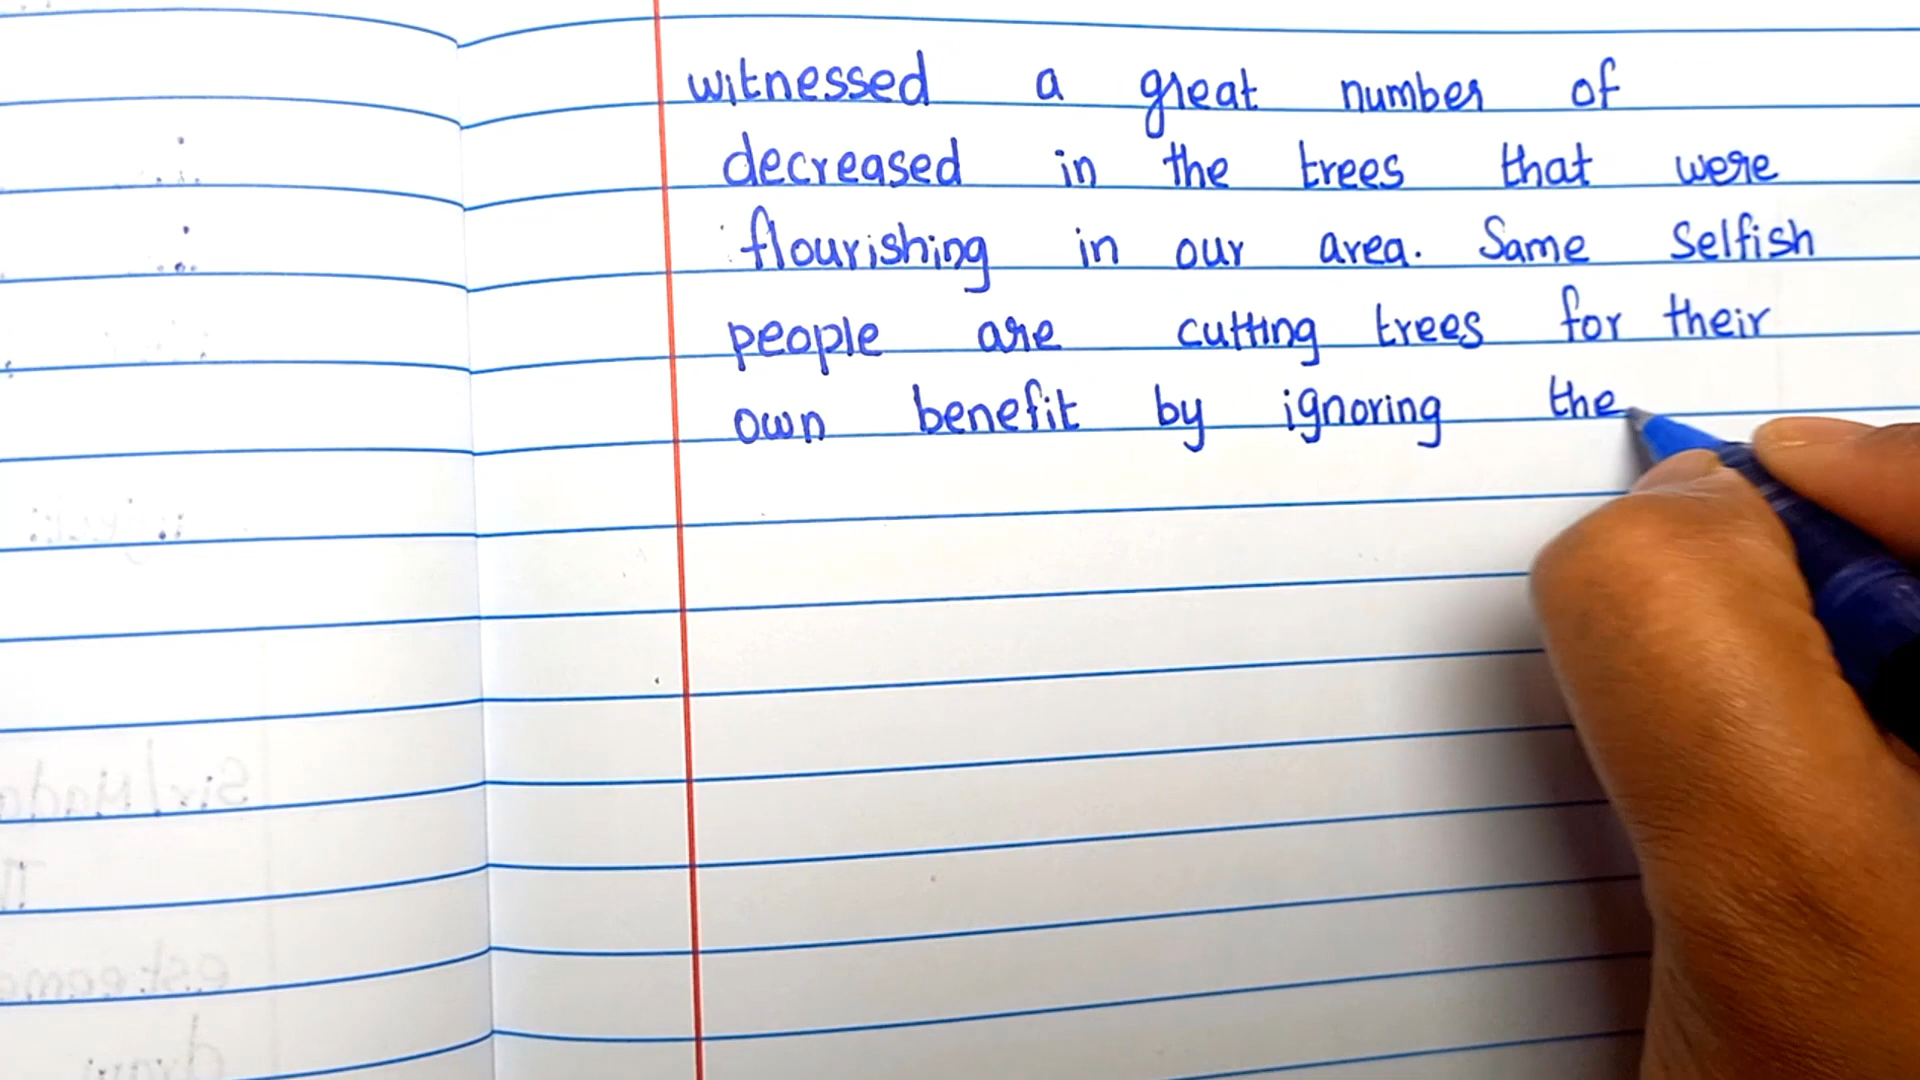 witnessed a great number of
decreased in the trees that were
flourishing in our area. Same Selfish
people are cutting trees for their
own benefit by ignoring the